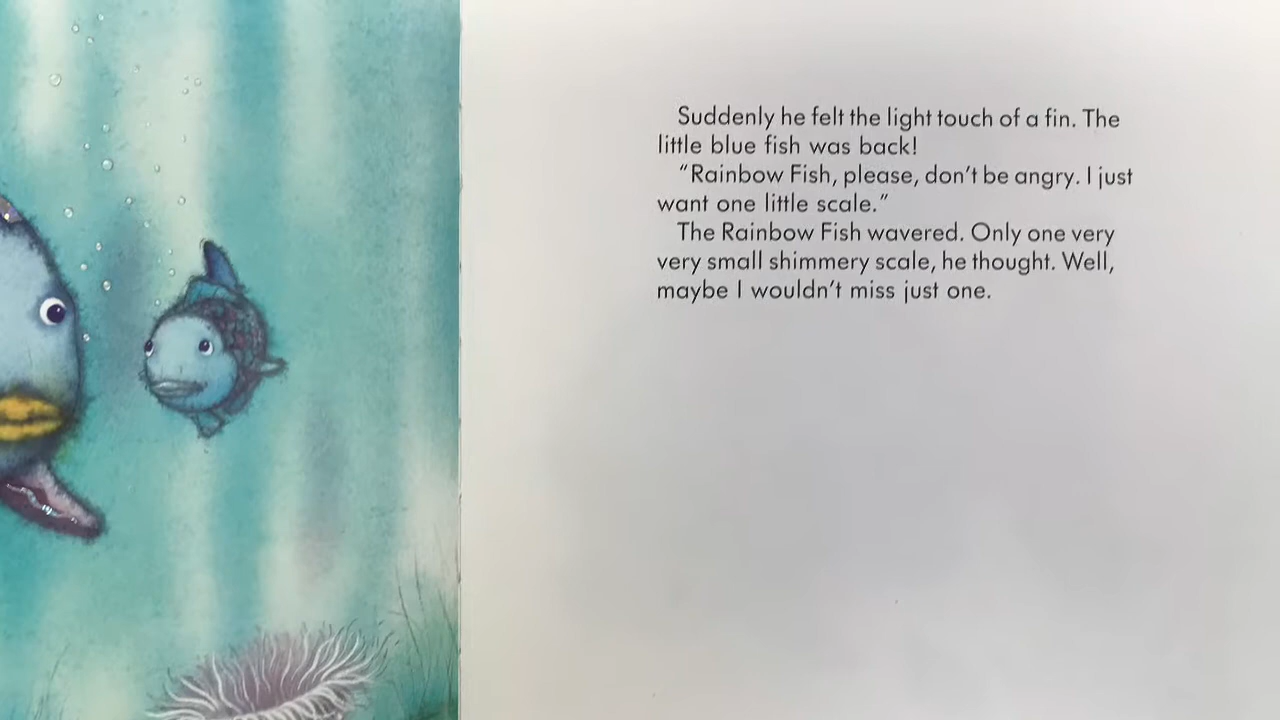 Suddenly he felt the light touch of a fin. The
little blue fish was back!
“Rainbow Fish, please, don’t be angry. I just
want one little scale.”
The Rainbow Fish wavered. Only one very
very small shimmery scale, he thought. Well,
maybe I wouldn’t miss just one.